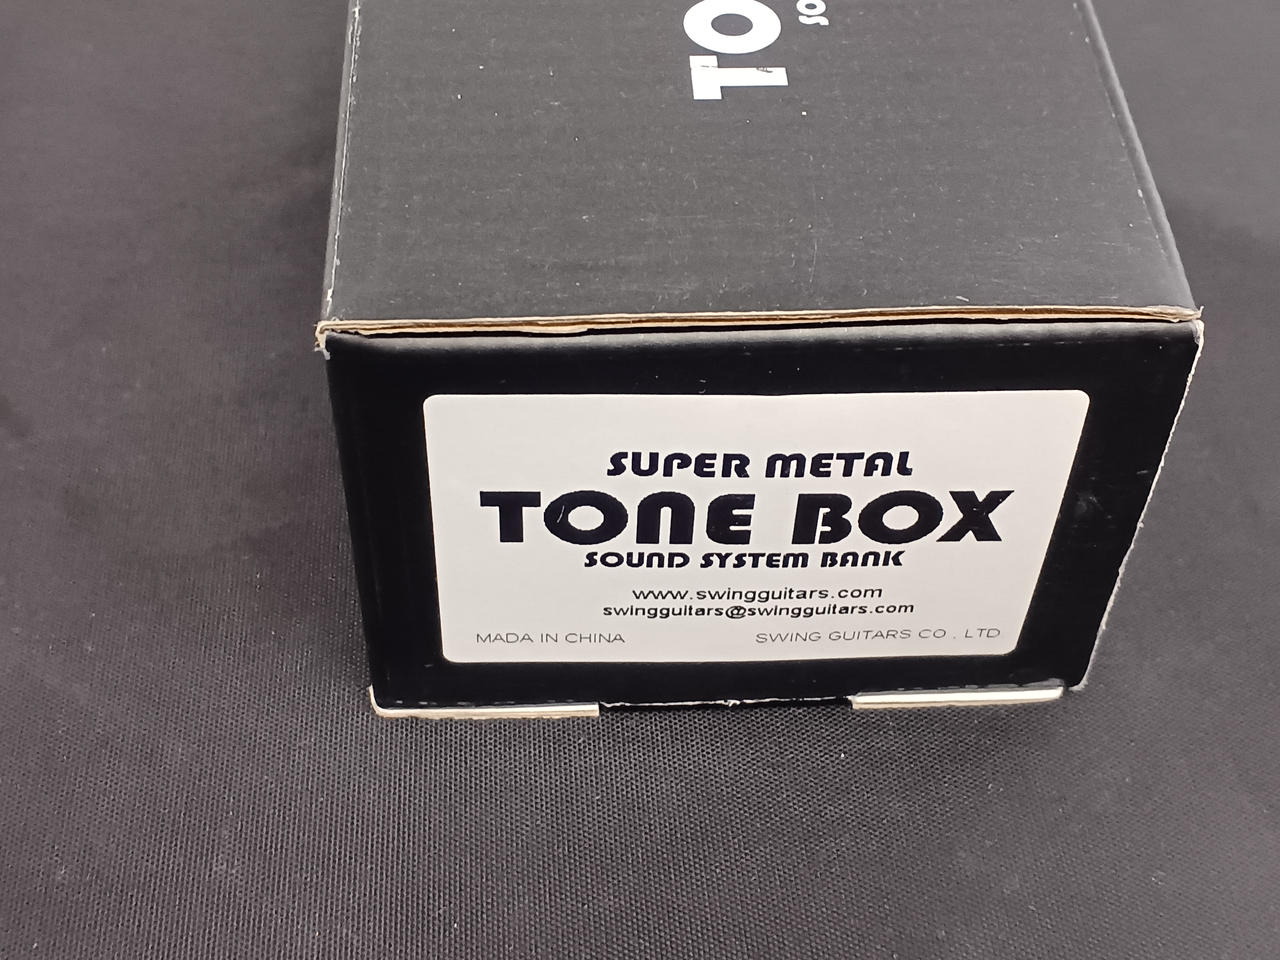 TO
SO
SUPER METAL
TONE BOX
SOUND SYSTEM BANK
www.swingguitars.com
swingguitars@swingguitars.com
MADA IN CHINA
SWING GUITARS CO., LTD